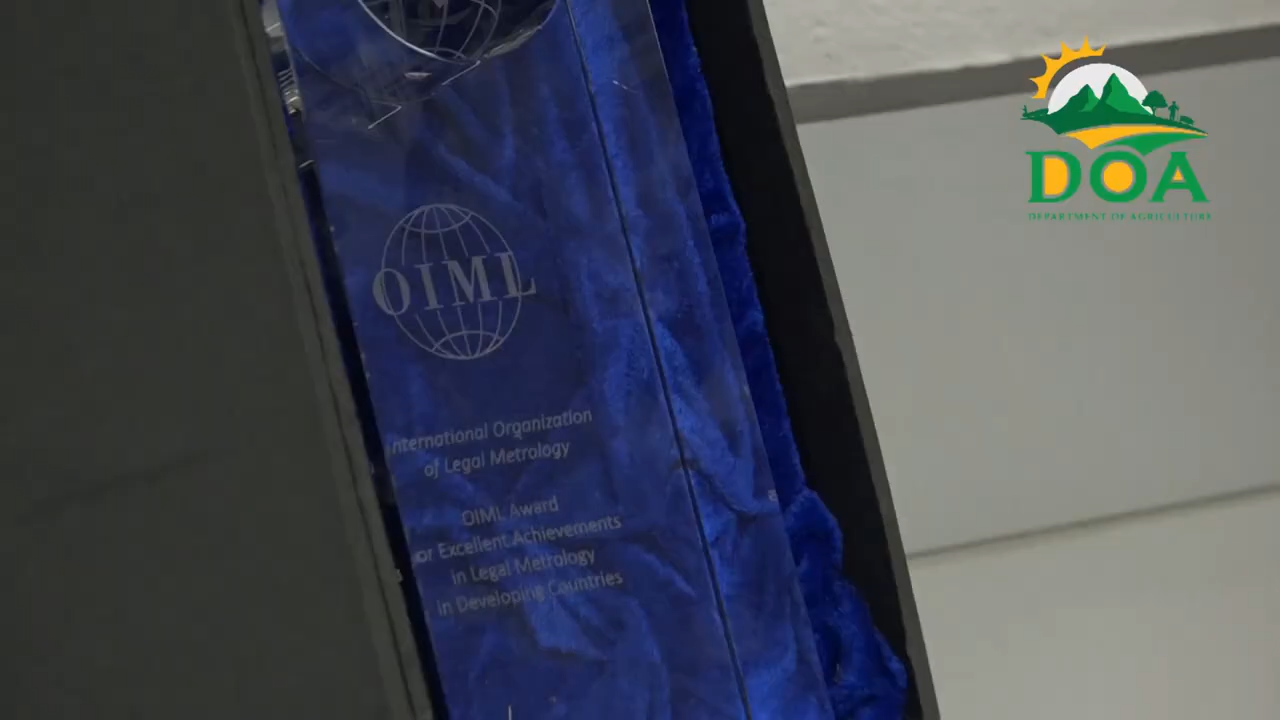 OIML
International Organization
of Legal Metrology
OIML Award
or Excellent Achievements
in Legal Metrology
in Developing Countries
DOA
DEPARTMENT OF AGRICULTURE